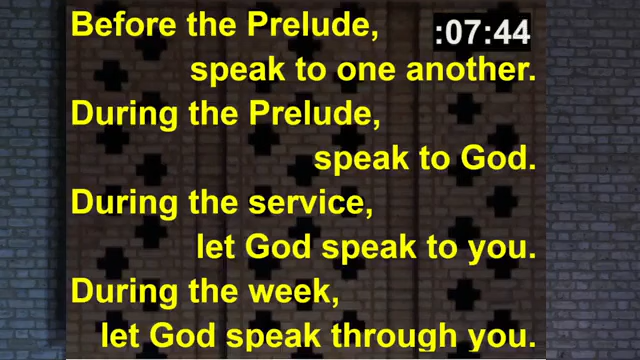 Before the Prelude,
:07:44
speak to one another.
During the Prelude,
speak to God.
During the service,
let God speak to you.
During the week,
let God speak through you.